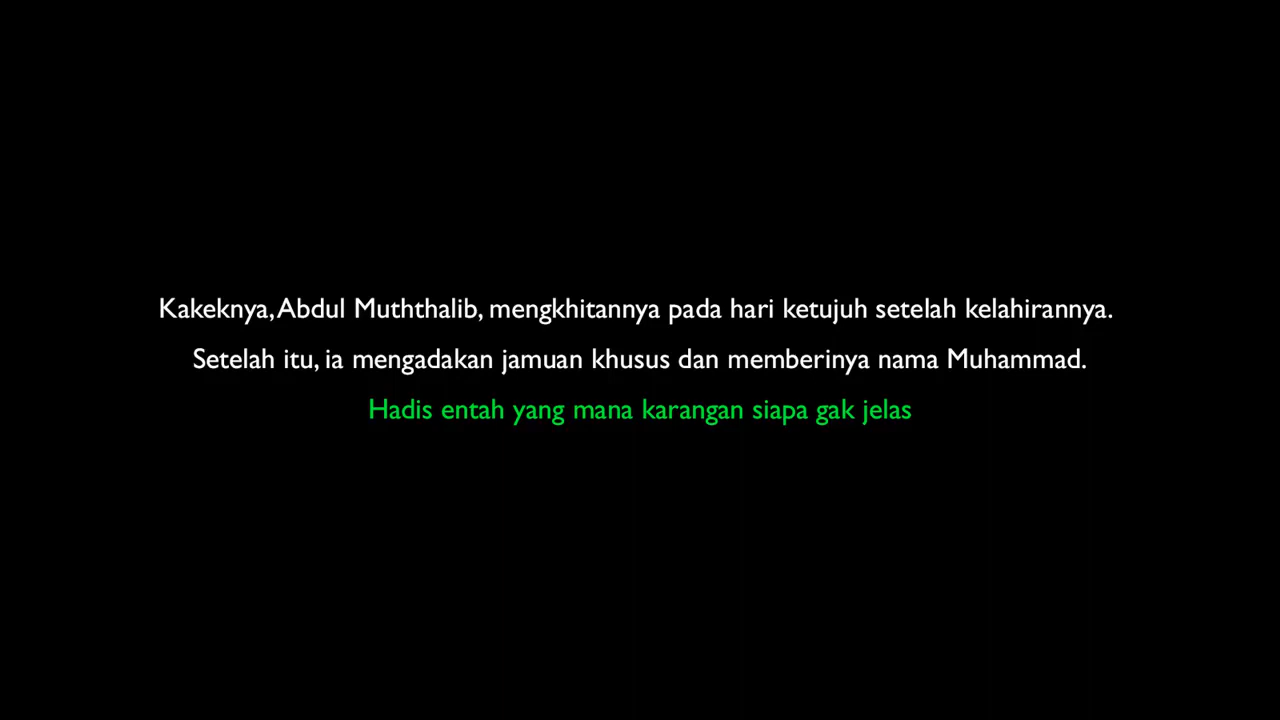 Kakeknya, Abdul Muththalib, mengkhitannya pada hari ketujuh setelah kelahirannya.
Setelah itu, ia mengadakan jamuan khusus dan memberinya nama Muhammad.
Hadis entah yang mana karangan siapa gak jelas